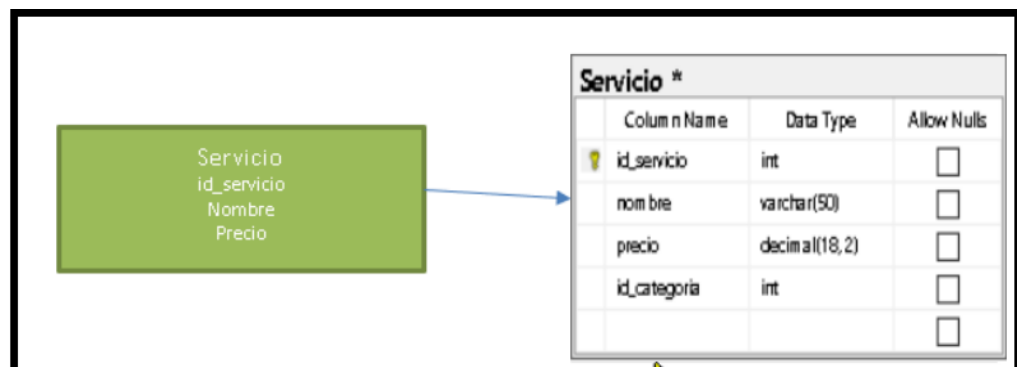 Servicio
id_servicio
Nombre
Precio
Servicio *
Column Name Data Type Allow Nulls
id_servicio int
nombre varchar(50)
precio decimal(18, 2)
id_categoria int